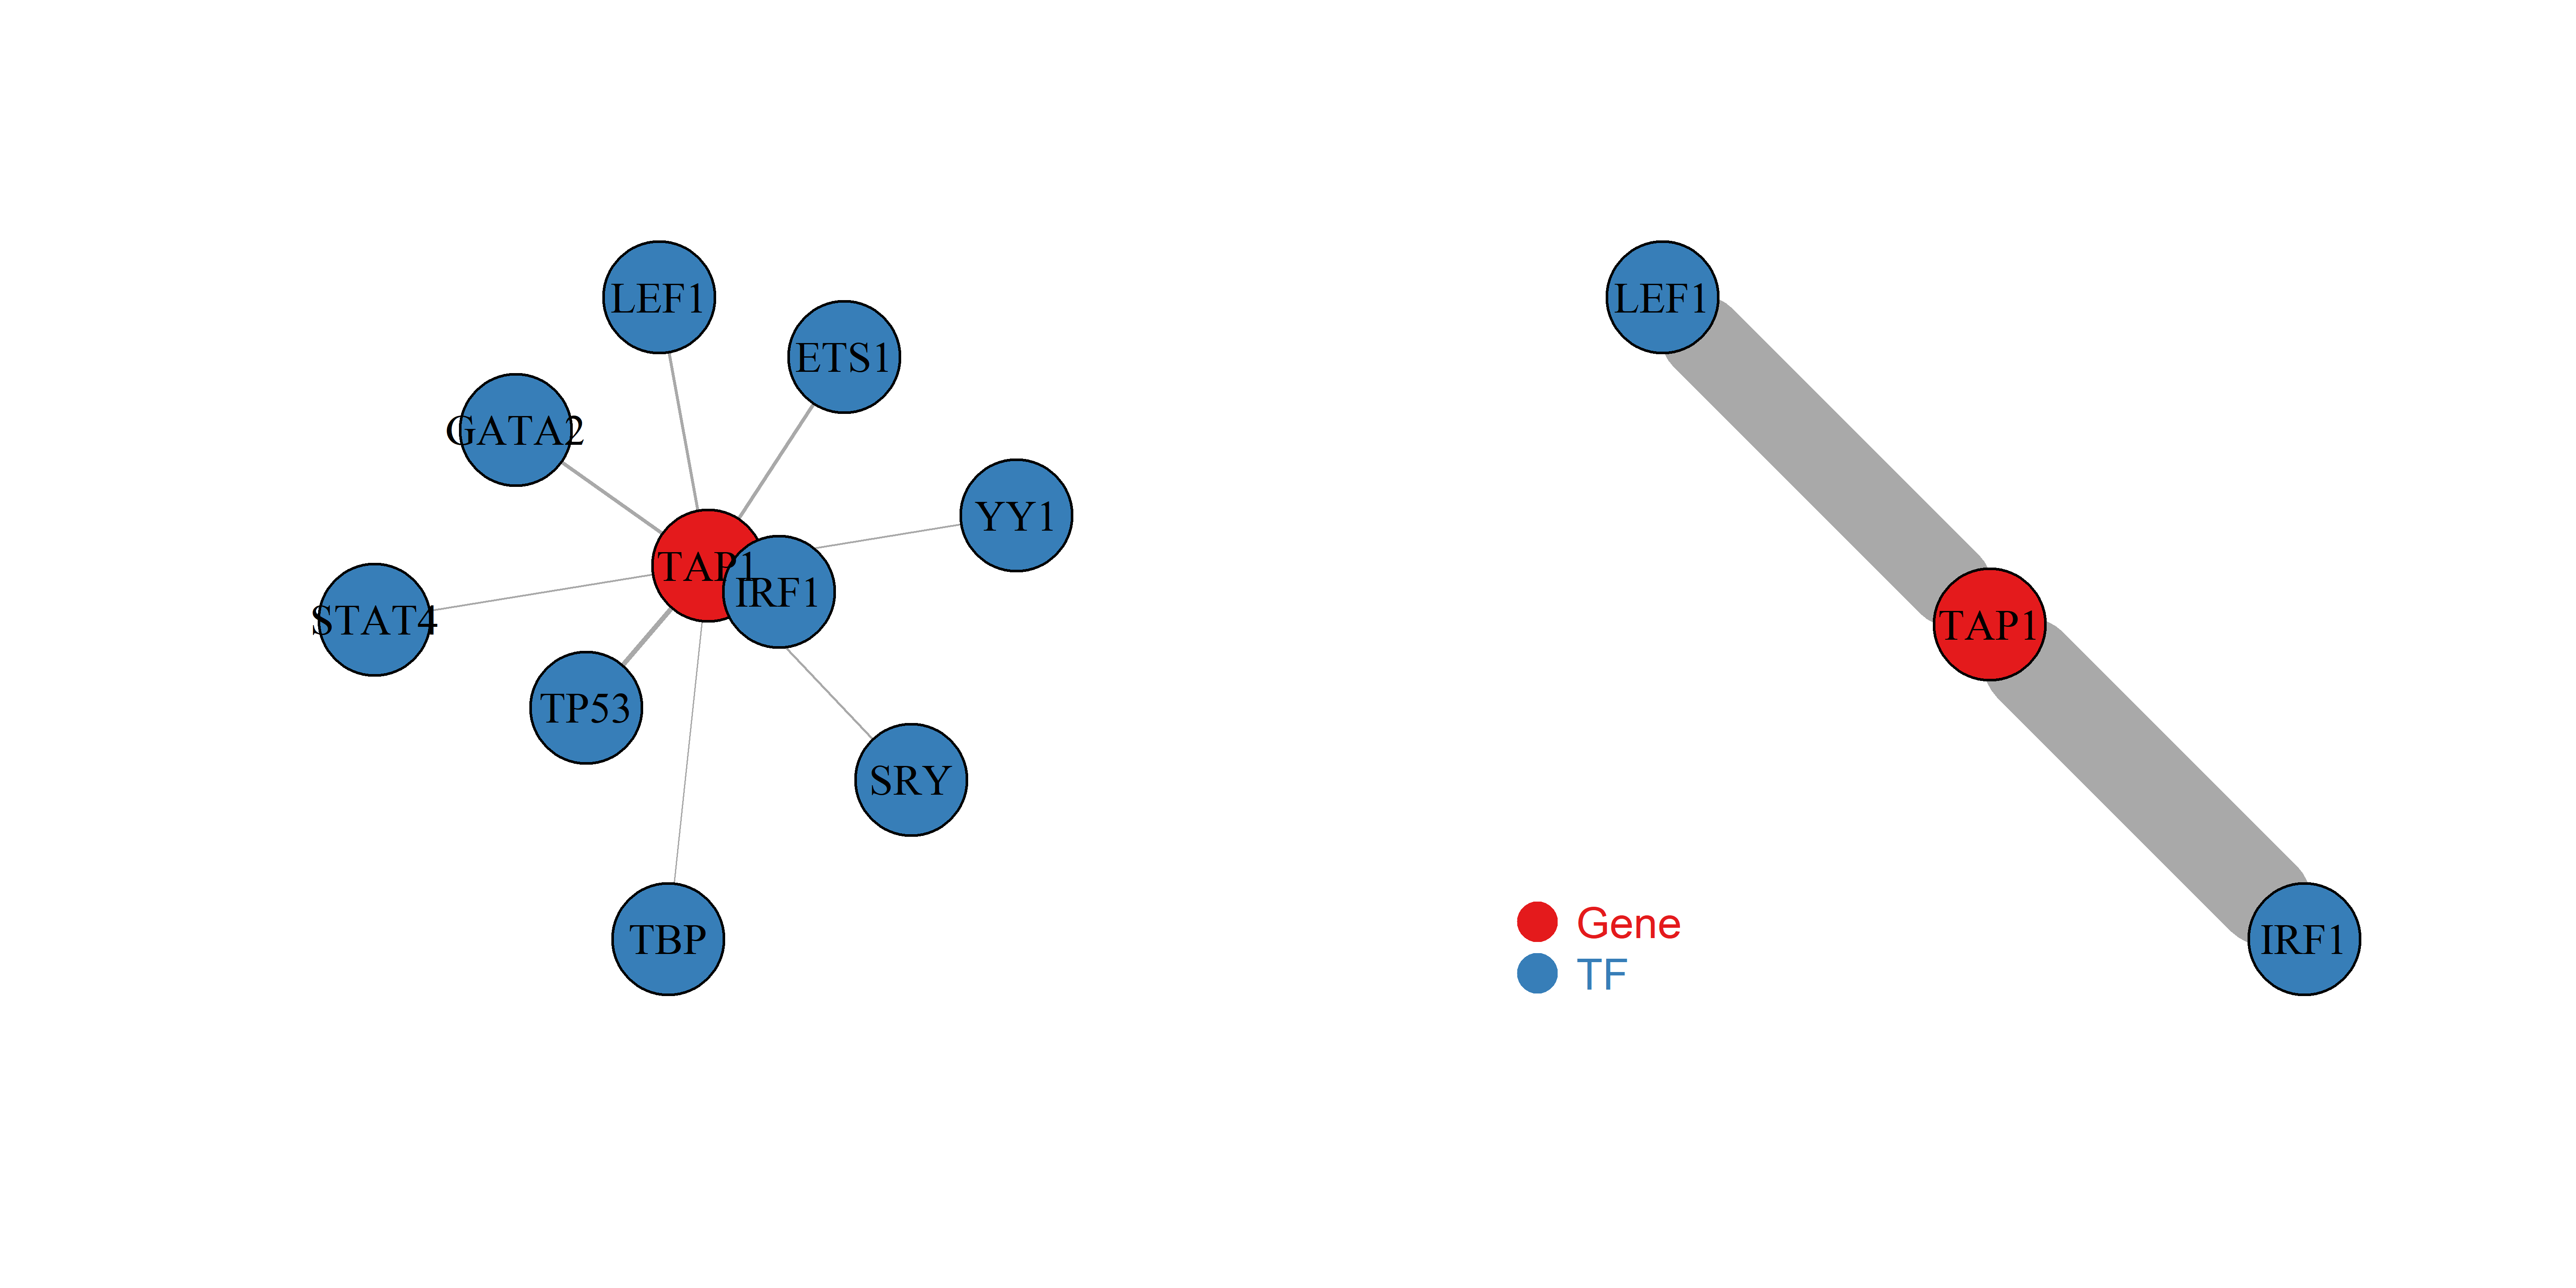 LEF1
ETS1
GATA2
YY1
TAP1
IRF1
STAT4
TP53
SRY
TBP
LEF1
TAP1
IRF1
Gene
TF